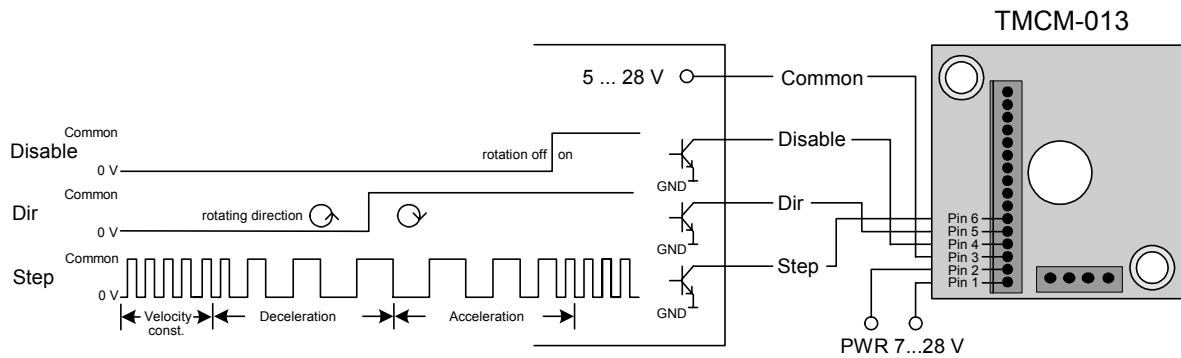 TMCM-013
5 ... 28 V
Common
Disable
Common
0 V
rotation off
on
GND
Disable
Dir
Common
0 V
rotating direction
GND
Dir
Step
Common
0 V
GND
Step
Velocity
const.
Deceleration
Acceleration
Pin 6
Pin 5
Pin 4
Pin 3
Pin 2
Pin 1
PWR 7...28 V